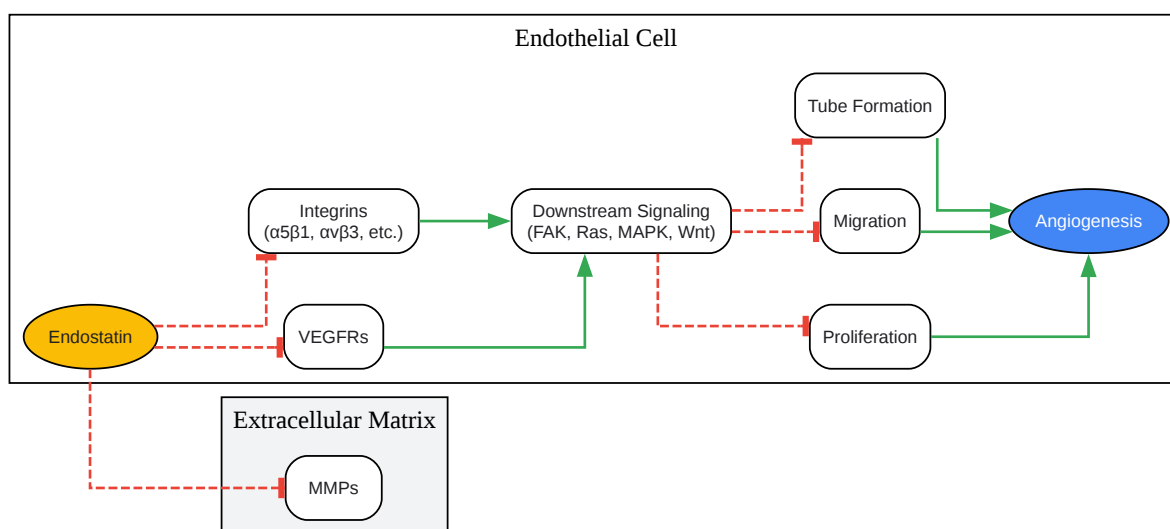 Endothelial Cell
Tube Formation
Integrins
(α5β1, αvβ3, etc.)
Downstream Signaling
(FAK, Ras, MAPK, Wnt)
Migration
Angiogenesis
Endostatin
VEGFRs
Proliferation
Extracellular Matrix
MMPs